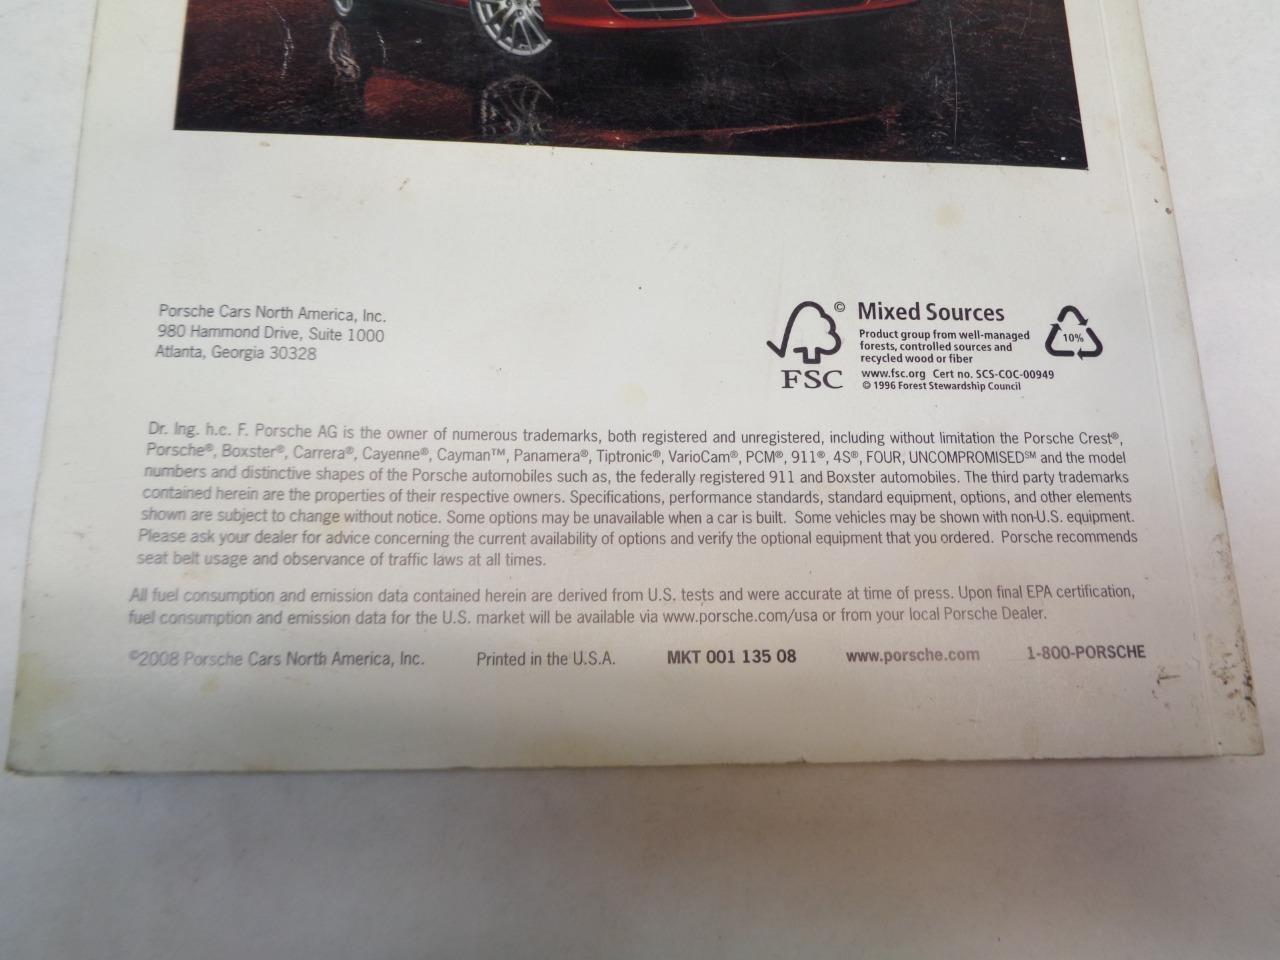 Porsche Cars North America, Inc.
980 Hammond Drive, Suite 1000
Atlanta, Georgia 30328
©
FSC
Mixed Sources
Product group from well-managed
forests, controlled sources and
recycled wood or fiber
www.fsc.org Cert no. SCS-COC-00949
© 1996 Forest Stewardship Council
10%
Dr. Ing. h.c. F. Porsche AG is the owner of numerous trademarks, both registered and unregistered, including without limitation the Porsche Crest®,
Porsche®, Boxster®, Carrera®, Cayenne®, Cayman™, Panamera®, Tiptronic®, VarioCam®, PCM®, 911®, 4S®, FOUR, UNCOMPROMISED℠ and the model
numbers and distinctive shapes of the Porsche automobiles such as, the federally registered 911 and Boxster automobiles. The third party trademarks
contained herein are the properties of their respective owners. Specifications, performance standards, standard equipment, options, and other elements
shown are subject to change without notice. Some options may be unavailable when a car is built. Some vehicles may be shown with non-U.S. equipment.
Please ask your dealer for advice concerning the current availability of options and verify the optional equipment that you ordered. Porsche recommends
seat belt usage and observance of traffic laws at all times.
All fuel consumption and emission data contained herein are derived from U.S. tests and were accurate at time of press. Upon final EPA certification,
fuel consumption and emission data for the U.S. market will be available via www.porsche.com/usa or from your local Porsche Dealer.
©2008 Porsche Cars North America, Inc. Printed in the U.S.A. MKT 001 135 08 www.porsche.com 1-800-PORSCHE